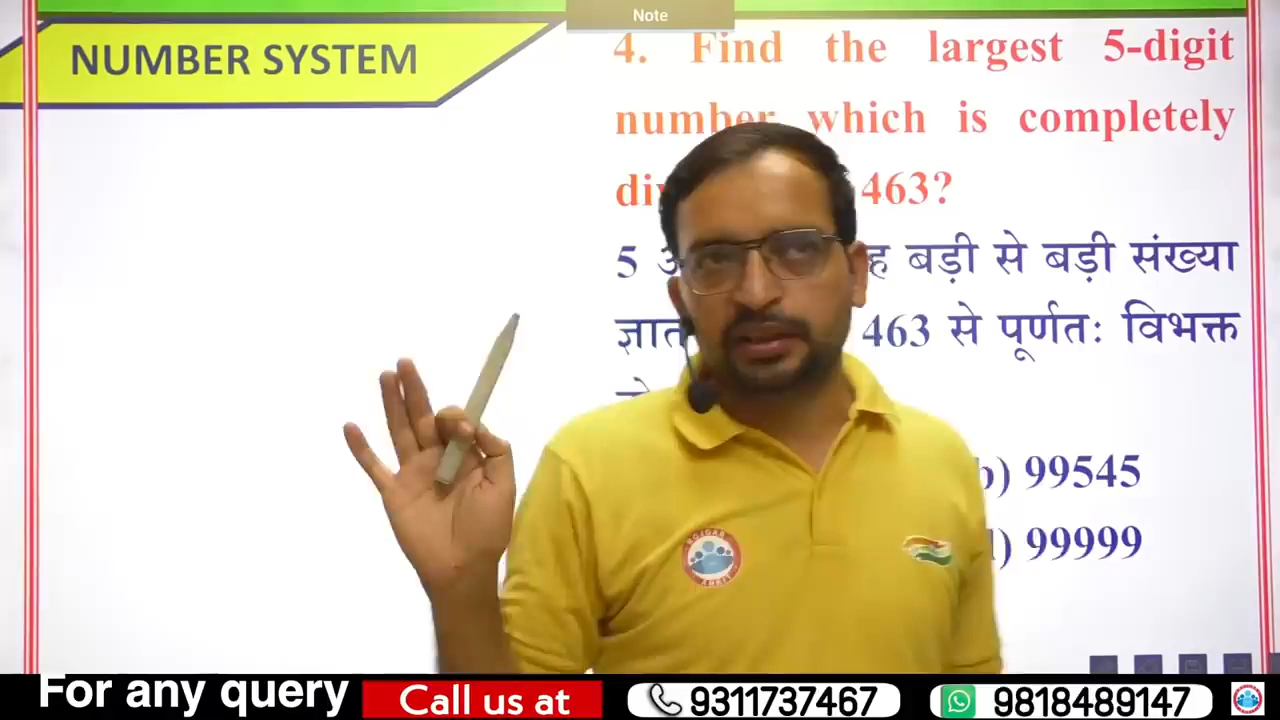 Note
NUMBER SYSTEM
4. Find the largest 5-digit
number which is completely
463?
5 बड़ी से बड़ी संख्या
463 से पूर्णतः विभक्त
b) 99545
99999
For any query
Call us at
9311737467
9818489147